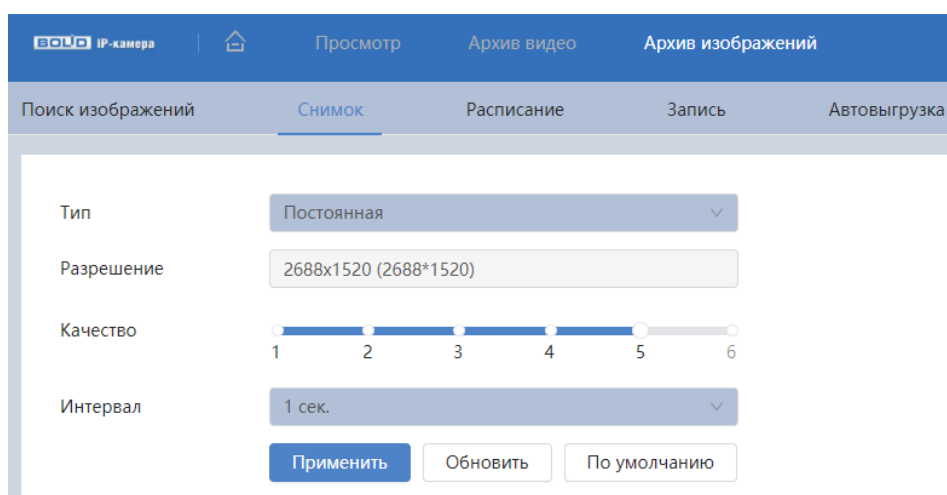 BOLID IP-камера Просмотр Архив видео Архив изображений
Поиск изображений Снимок Расписание Запись Автовыгрузка
Тип Постоянная
Разрешение 2688x1520 (2688*1520)
Качество
1 2 3 4 5 6
Интервал 1 сек.
Применить Обновить По умолчанию